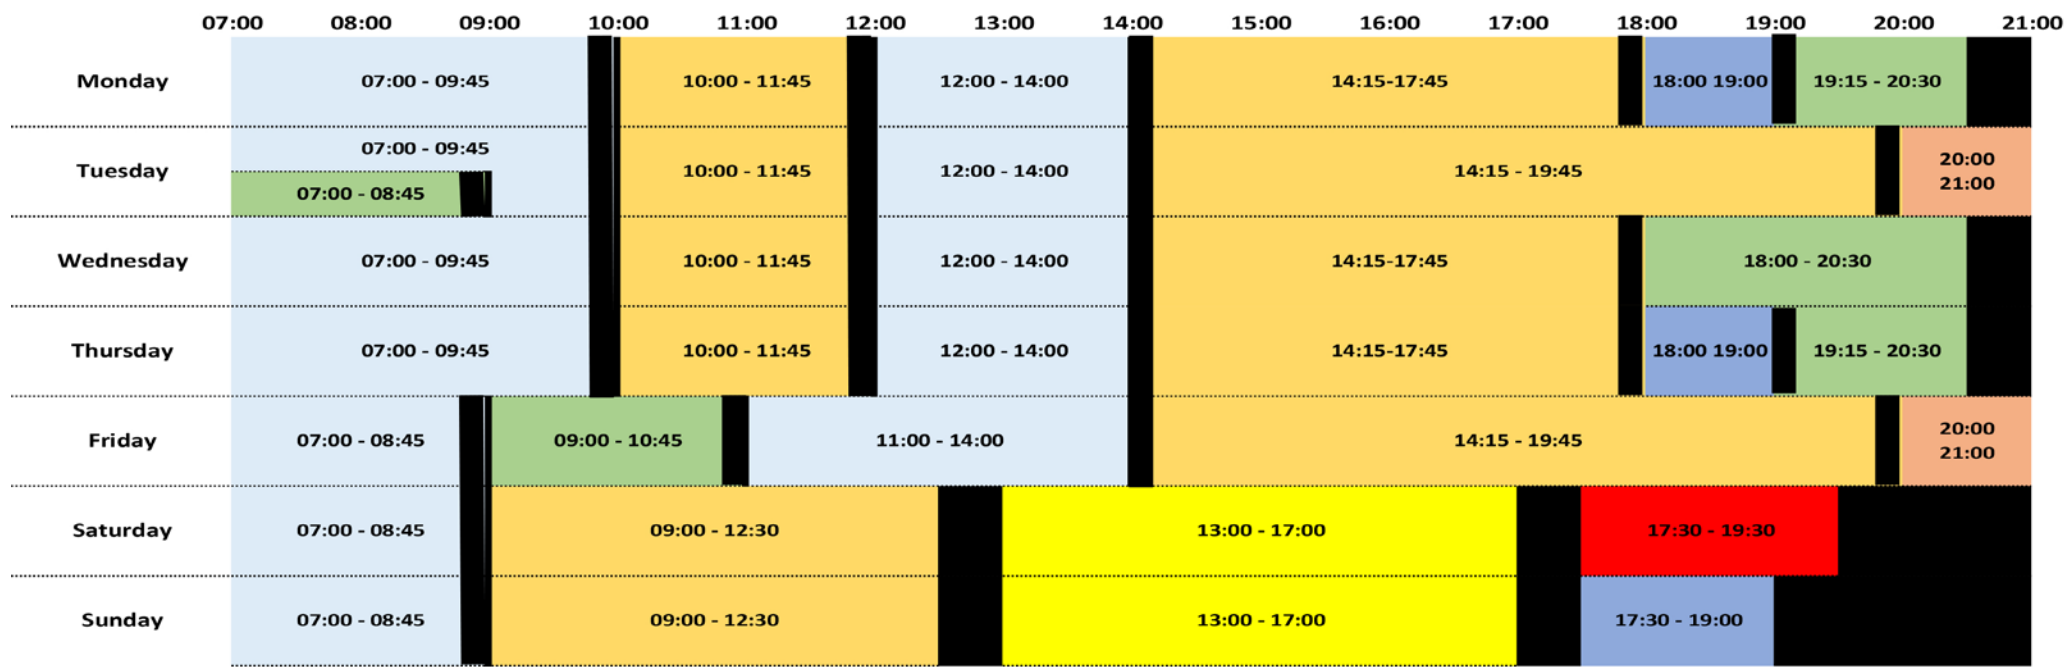 07:00 08:00 09:00 10:00 11:00 12:00 13:00 14:00 15:00 16:00 17:00 18:00 19:00 20:00 21:00
Monday 07:00 - 09:45 10:00 - 11:45 12:00 - 14:00 14:15-17:45 18:00 19:00 19:15 - 20:30
Tuesday 07:00 - 09:45 10:00 - 11:45 12:00 - 14:00 14:15 - 19:45 20:00
07:00 - 08:45 21:00
Wednesday 07:00 - 09:45 10:00 - 11:45 12:00 - 14:00 14:15-17:45 18:00 - 20:30
Thursday 07:00 - 09:45 10:00 - 11:45 12:00 - 14:00 14:15-17:45 18:00 19:00 19:15 - 20:30
Friday 07:00 - 08:45 09:00 - 10:45 11:00 - 14:00 14:15 - 19:45 20:00
21:00
Saturday 07:00 - 08:45 09:00 - 12:30 13:00 - 17:00 17:30 - 19:30
Sunday 07:00 - 08:45 09:00 - 12:30 13:00 - 17:00 17:30 - 19:00